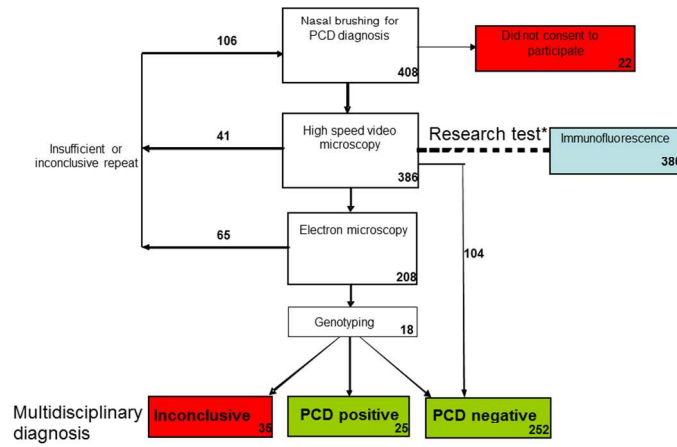 Nasal brushing for
PCD diagnosis
408
Did not consent to
participate
22
106
Insufficient or
inconclusive repeat
41
High speed video
microscopy
386
Research test*
Immunofluorescence
386
65
Electron microscopy
208
104
Genotyping
18
Multidisciplinary
diagnosis
Inconclusive
35
PCD positive
25
PCD negative
252